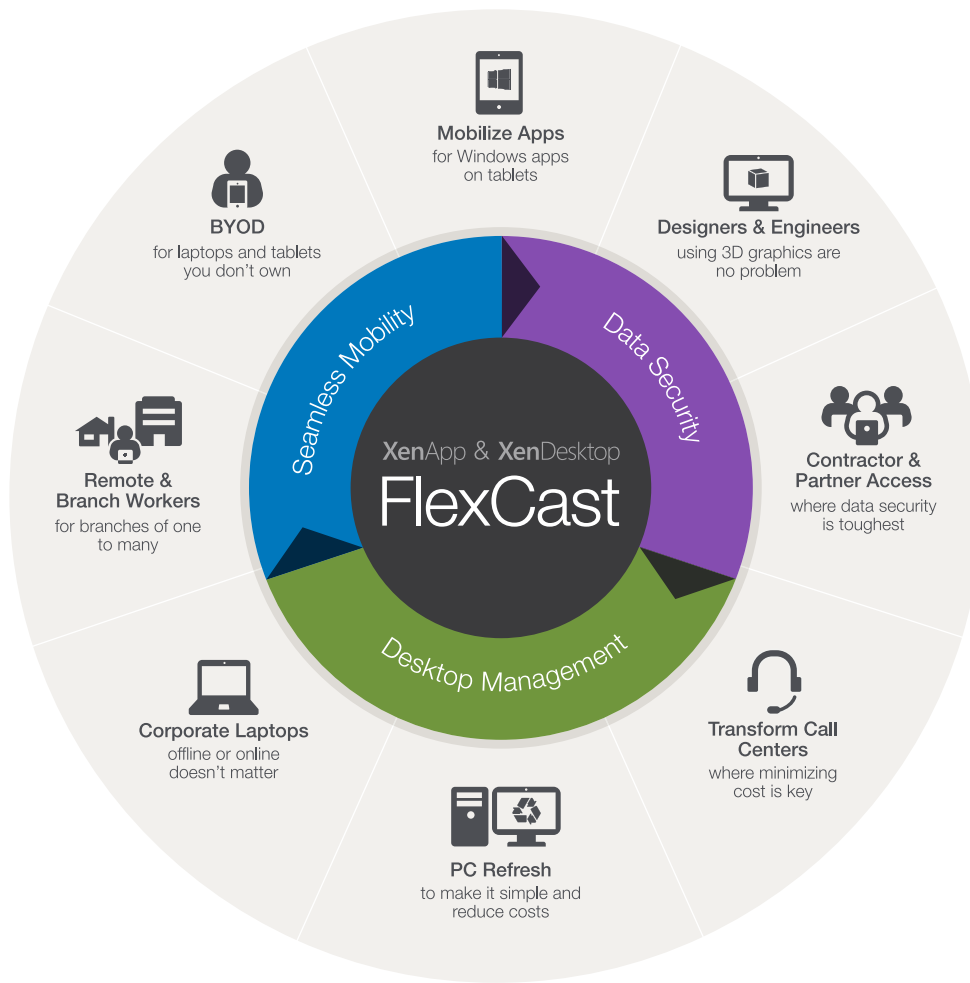 Mobilize Apps
for Windows apps
on tablets
Designers & Engineers
using 3D graphics are
no problem
Contractor &
Partner Access
where data security
is toughest
Transform Call
Centers
where minimizing
cost is key
PC Refresh
to make it simple and
reduce costs
Corporate Laptops
offline or online
doesn't matter
Remote &
Branch Workers
for branches of one
to many
BYOD
for laptops and tablets
you don't own
Seamless Mobility
Data Security
Desktop Management
XenApp & XenDesktop
FlexCast